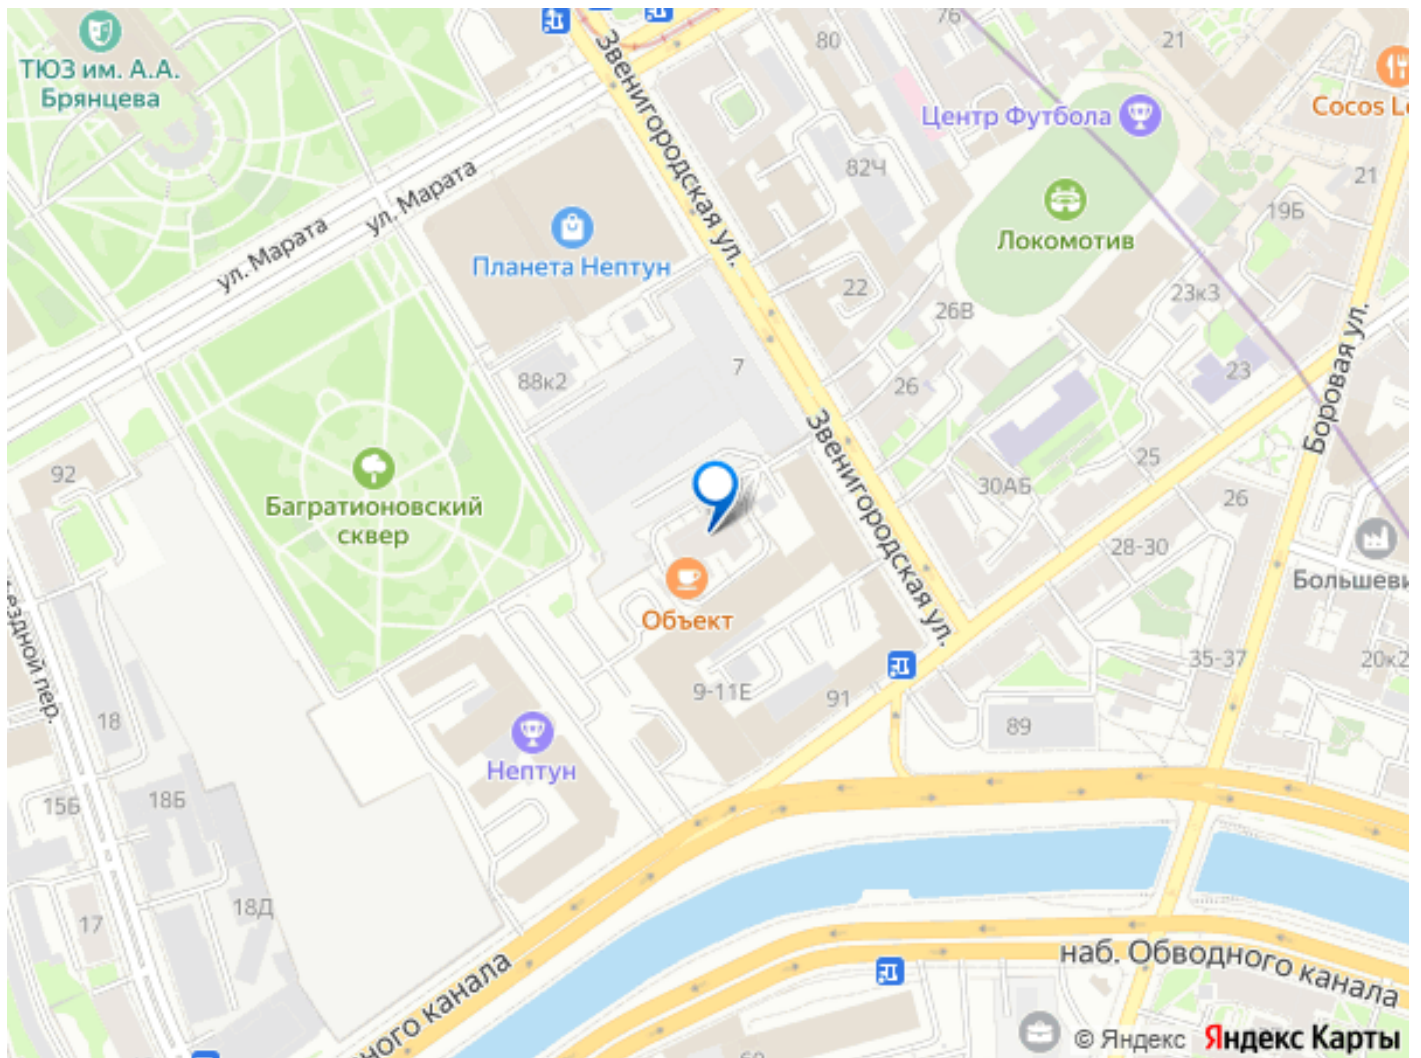 ТЮЗ им. А.А.
Брянцева
76
80
21
Cocos
Центр Футбола
82Ч
21
19Б
Звенигородская ул.
ул. Марата
ул. Марата
Планета Нептун
Локомотив
22
26В
23к3
7
88к2
26
23
Боровая ул.
Звенигородская ул.
25
92
Багратионовский
сквер
30АБ
26
28-30
Объект
35-37
20к2
9-11Е
91
18
89
Нептун
15Б
18Б
18Д
17
наб. Обводного канала
канала
© Яндекс Яндекс Карты